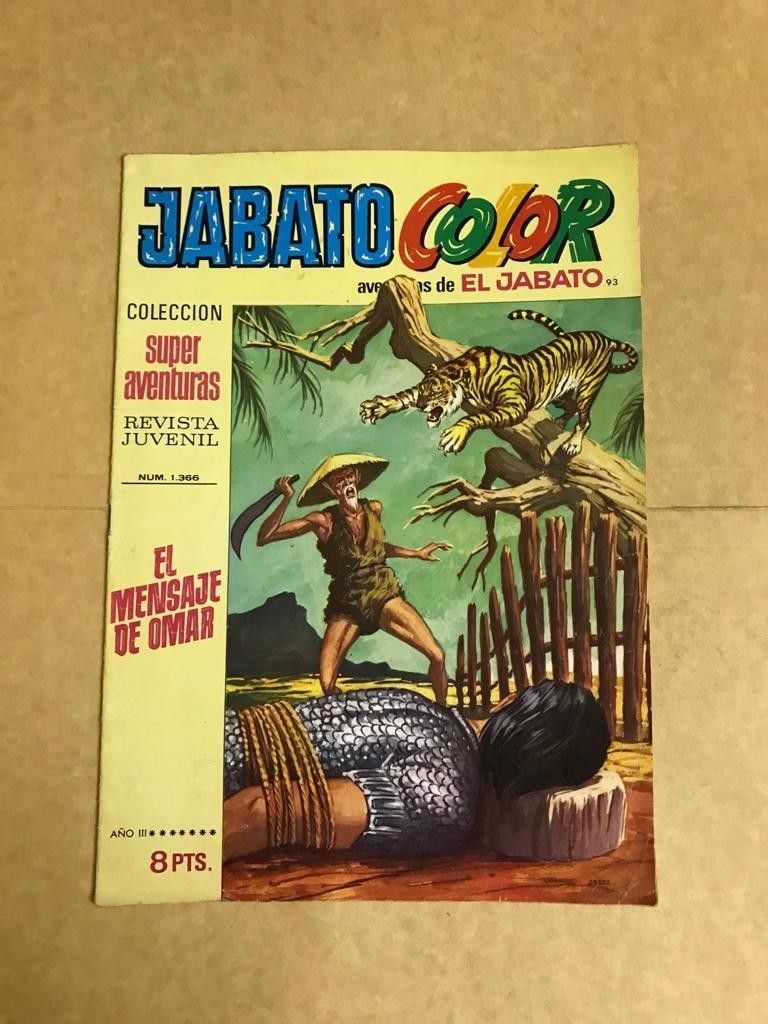 JABATO COLOR
aventuras de EL JABATO 93
COLECCION
super
aventuras
REVISTA
JUVENIL
NUM. 1.366
EL
MENSAJE
DE OMAR
AÑO III *******
8 PTS.